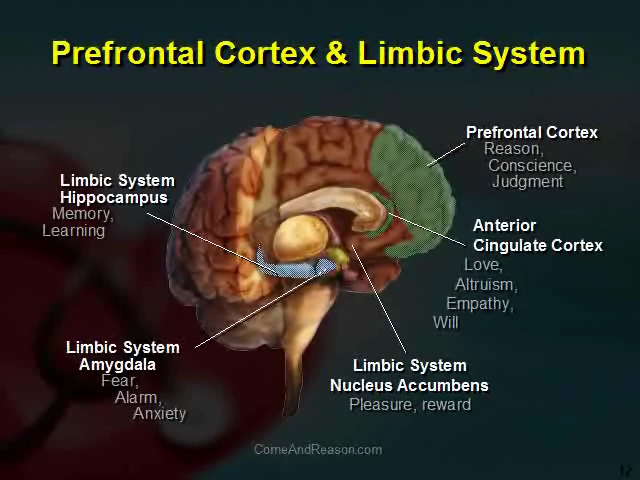 Prefrontal Cortex & Limbic System
Prefrontal Cortex
Reason,
Conscience,
Judgment
Limbic System
Hippocampus
Memory,
Learning
Anterior
Cingulate Cortex
Love,
Altruism,
Empathy,
Will
Limbic System
Amygdala
Fear,
Alarm,
Anxiety
Limbic System
Nucleus Accumbens
Pleasure, reward
ComeAndReason.com
12